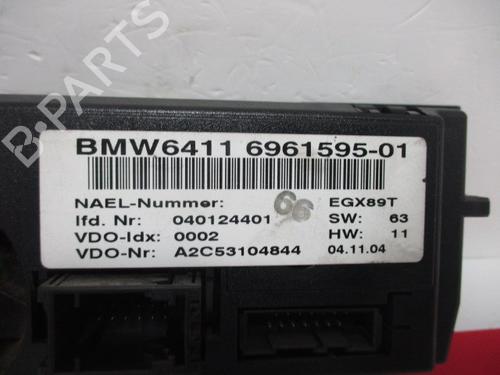 B-PARTS
BMW6411 6961595-01
NAEL-Nummer: EGX89T
lfd. Nr: 040124401 66 SW: 63
VDO-Idx: 0002 HW: 11
VDO-Nr: A2C53104844 04.11.04